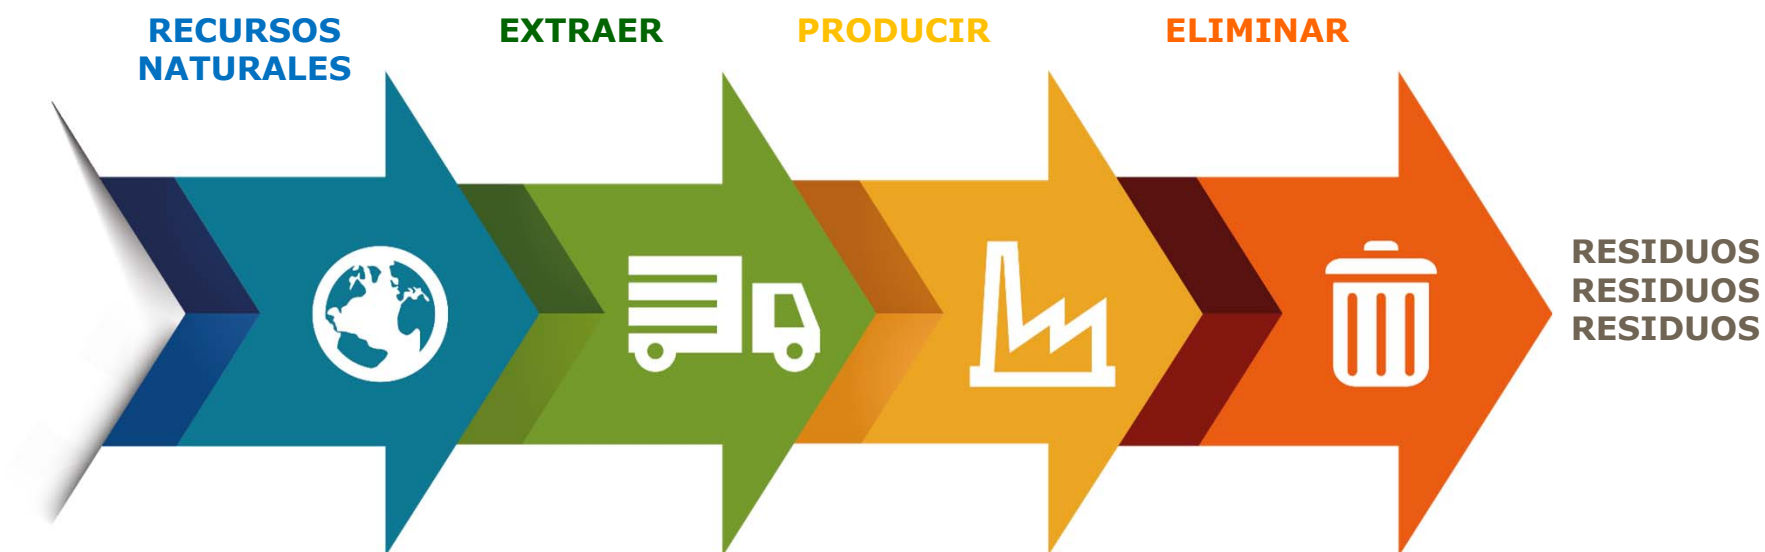 RECURSOS
NATURALES
EXTRAER
PRODUCIR
ELIMINAR
RESIDUOS
RESIDUOS
RESIDUOS